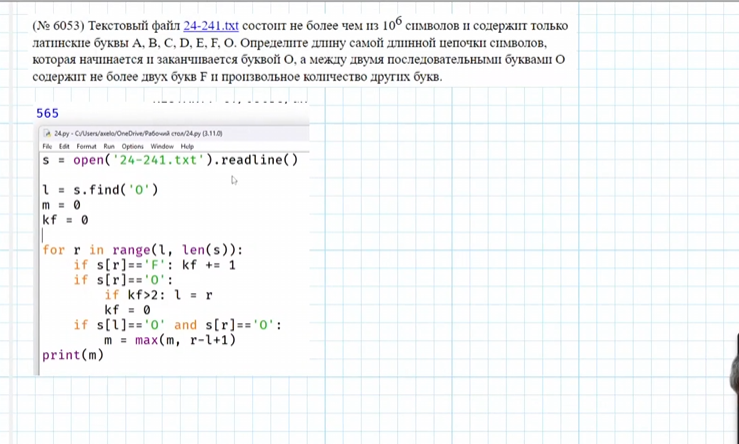 (№ 6053) Текстовый файл 24-241.txt состоит не более чем из 10⁶ символов и содержит только
латинские буквы A, B, C, D, E, F, O. Определите длину самой длинной цепочки символов,
которая начинается и заканчивается буквой O, а между двумя последовательными буквами O
содержит не более двух букв F и произвольное количество других букв.
565
24.py - C:/Users/axelo/OneDrive/Рабочий стол/24.py (3.11.0)
File Edit Format Run Options Window Help
s = open('24-241.txt').readline()
l = s.find('O')
m = 0
kf = 0
for r in range(l, len(s)):
    if s[r]=='F': kf += 1
    if s[r]=='O':
        if kf>2: l = r
        kf = 0
    if s[l]=='O' and s[r]=='O':
        m = max(m, r-l+1)
print(m)